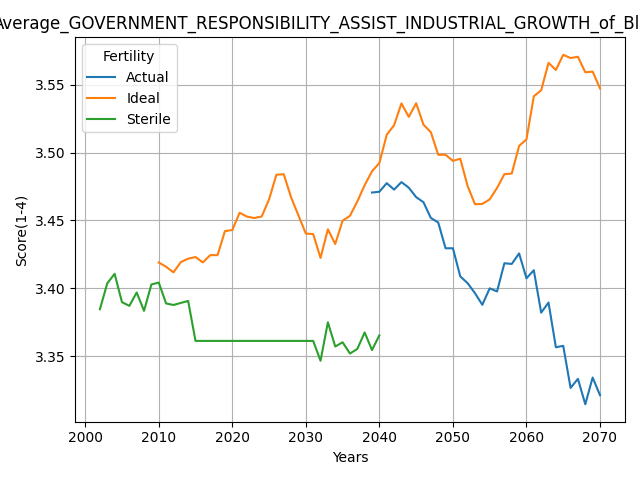 Average_GOVERNMENT_RESPONSIBILITY_ASSIST_INDUSTRIAL_GROWTH_of_Bl
Fertility
Actual
Ideal
Sterile
3.55
3.50
3.45
3.40
3.35
Score(1-4)
2000 2010 2020 2030 2040 2050 2060 2070
Years